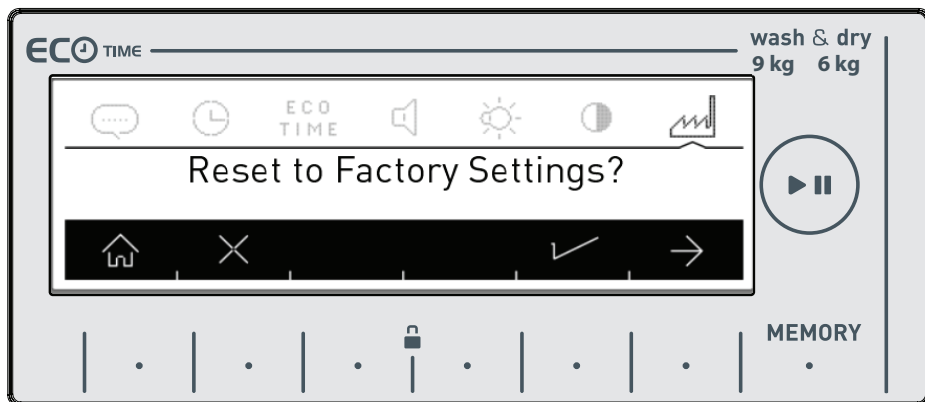 ECO TIME
wash & dry
9 kg 6 kg
ECO
TIME
Reset to Factory Settings?
MEMORY